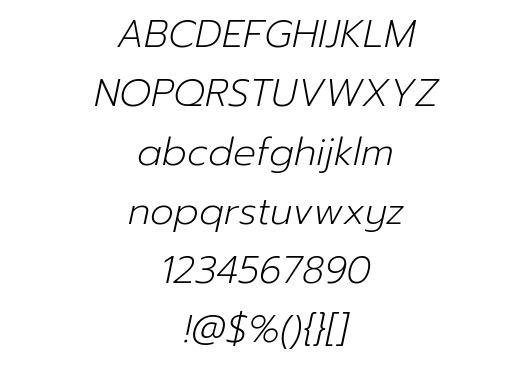 ABCDEFGHIJKLM
NOPQRSTUVWXYZ
abcdefghijklm
nopqrstuvwxyz
1234567890
!@$%(){}[]